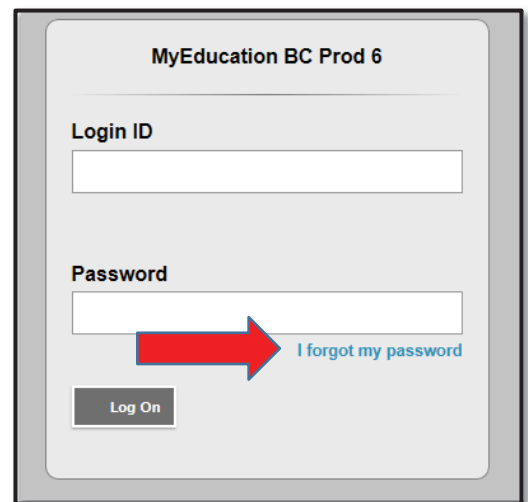 MyEducation BC Prod 6
Login ID
Password
I forgot my password
Log On